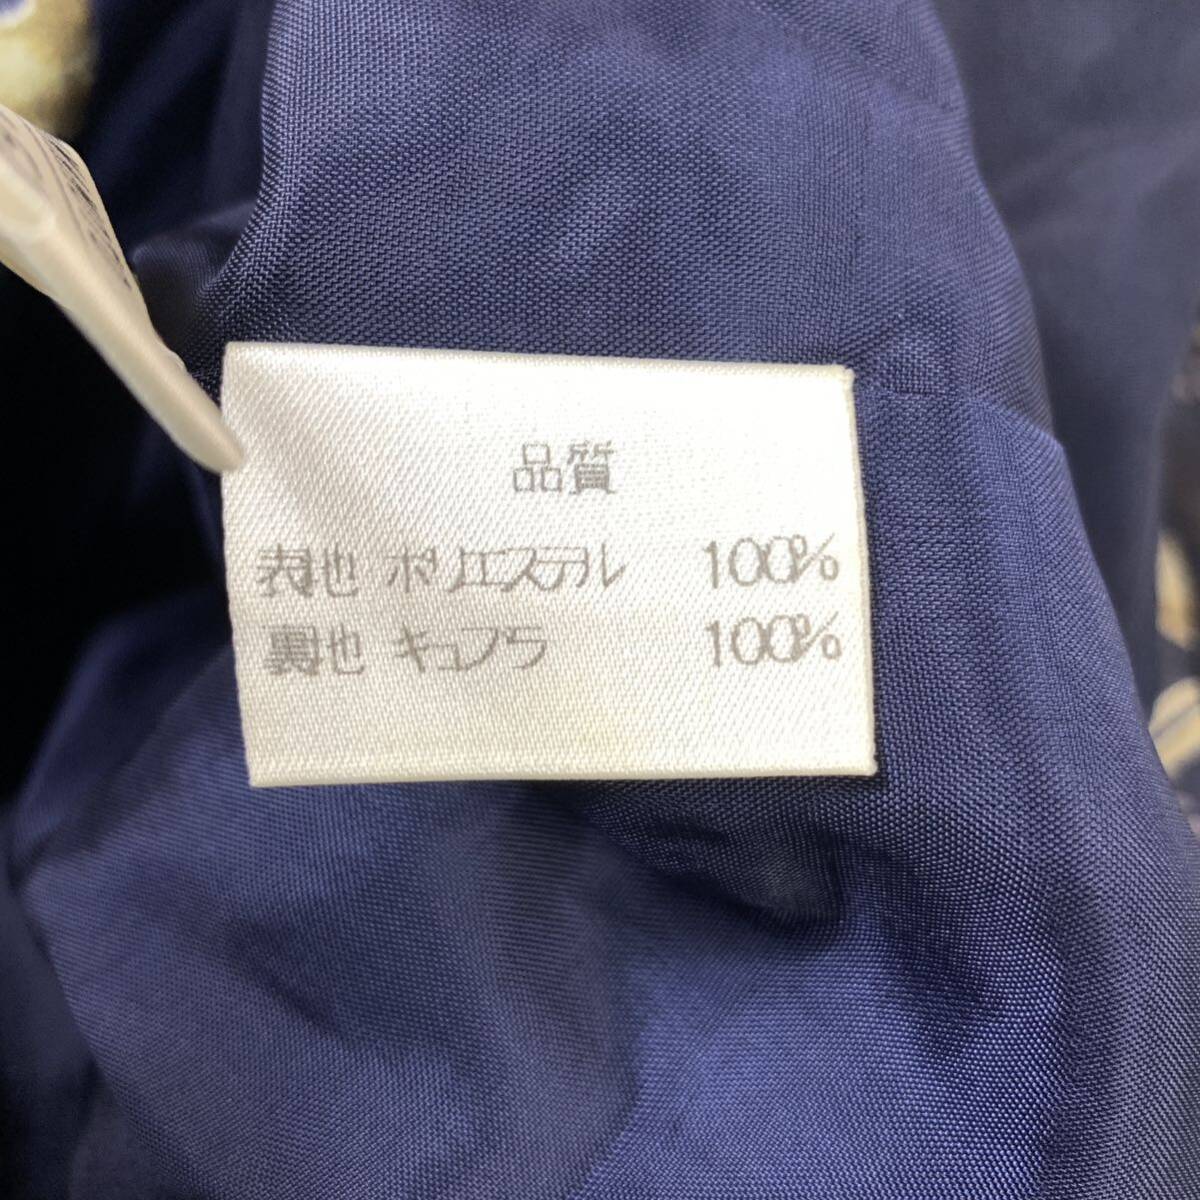 品質
表地 ポリエステル 100%
裏地 キュプラ 100%